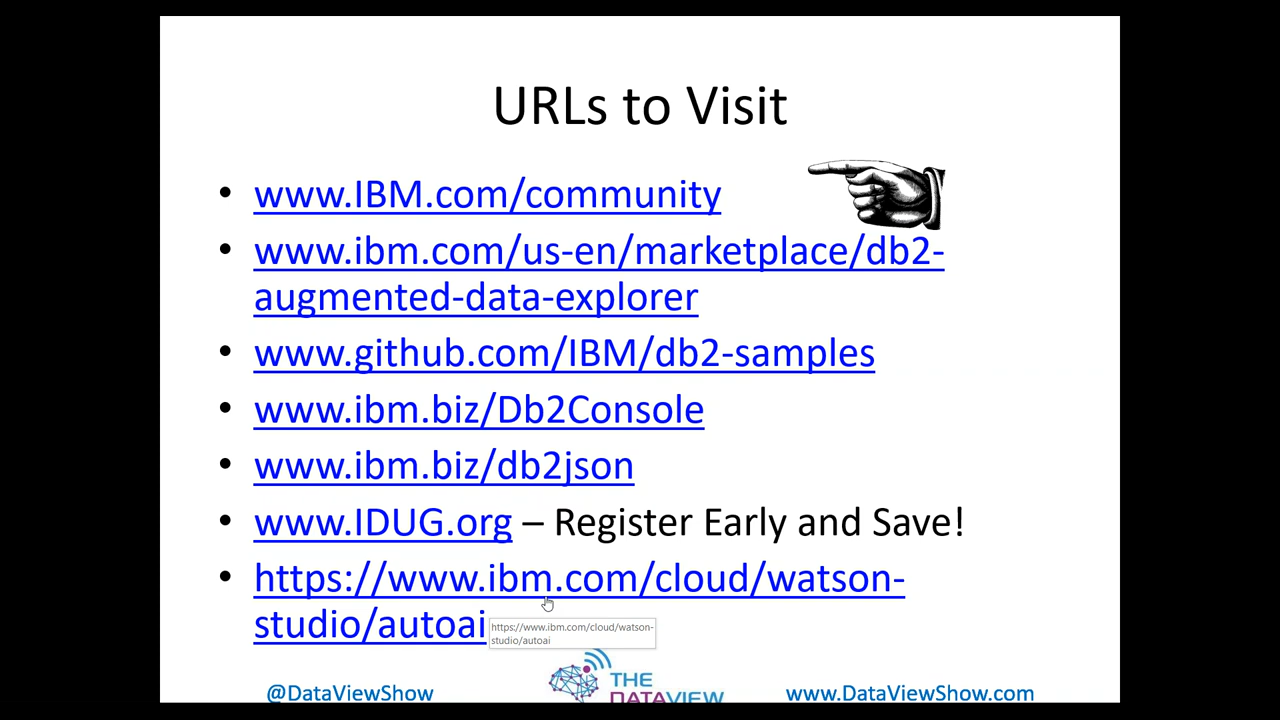 URLs to Visit
• www.IBM.com/community
• www.ibm.com/us-en/marketplace/db2-
augmented-data-explorer
• www.github.com/IBM/db2-samples
• www.ibm.biz/Db2Console
• www.ibm.biz/db2json
• www.IDUG.org – Register Early and Save!
• https://www.ibm.com/cloud/watson-
studio/autoai
https://www.ibm.com/cloud/watson-
studio/autoai
@DataViewShow
THE
DATAVIEW
www.DataViewShow.com